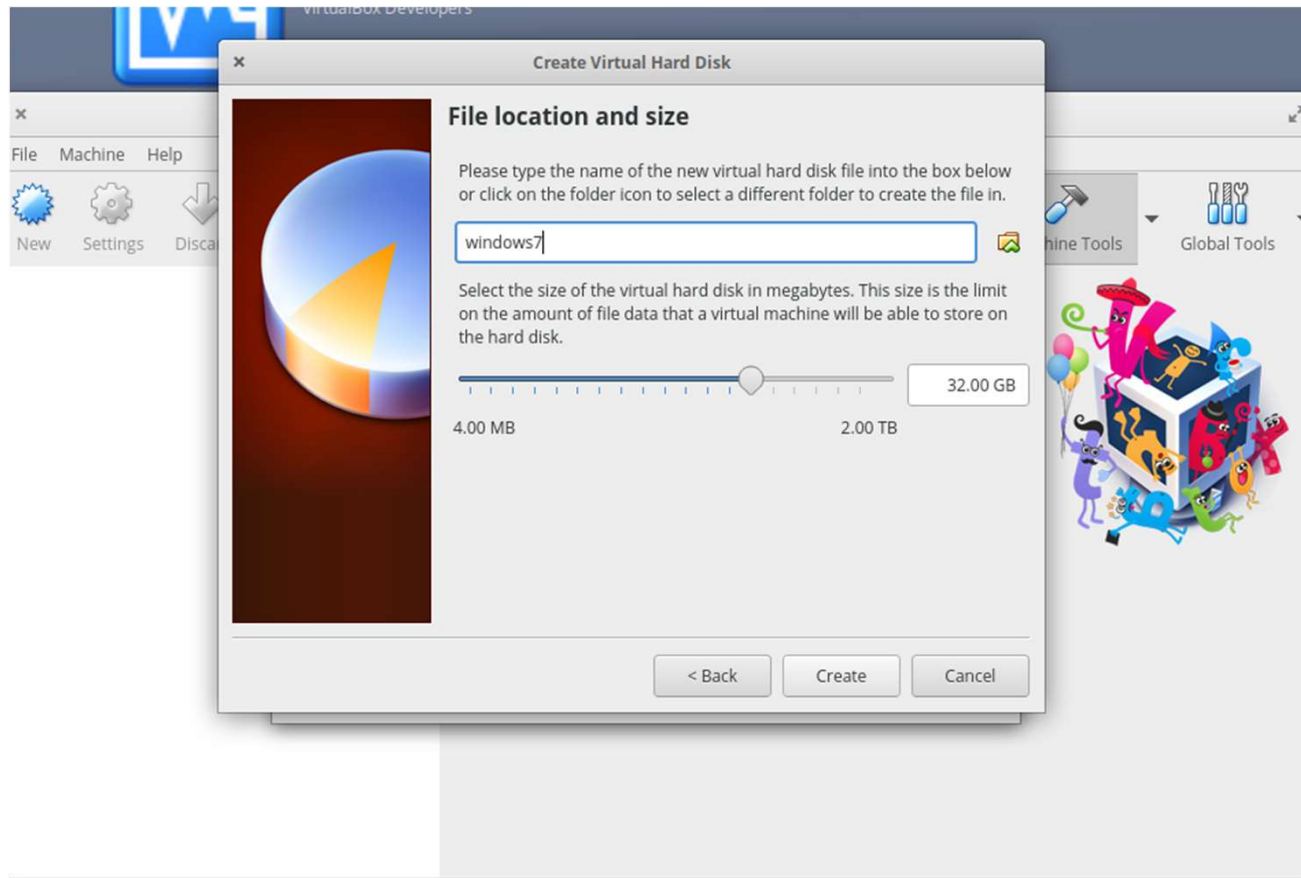 VirtualBox Developers
Create Virtual Hard Disk
File Machine Help
New Settings
Tools
Global Tools
File location and size
Please type the name of the new virtual hard disk file into the box below
or click on the folder icon to select a different folder to create the file in.
windows7
Select the size of the virtual hard disk in megabytes. This size is the limit
on the amount of file data that a virtual machine will be able to store on
the hard disk.
32.00 GB
4.00 MB 2.00 TB
< Back Create Cancel